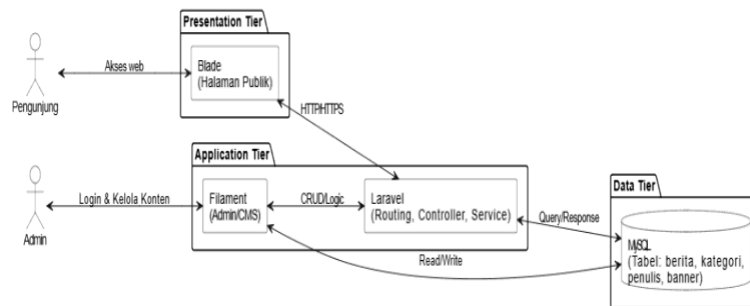 Presentation Tier
Blade
(Halaman Publik)
Akses web
Pengunjung
HTTP/HTTPS
Application Tier
Filament
(Admin/CMS)
CRUD/Logic
Laravel
(Routing, Controller, Service)
Login & Kelola Konten
Admin
Data Tier
Query/Response
MySQL
(Tabel: berita, kategori,
penulis, banner)
Read/Write